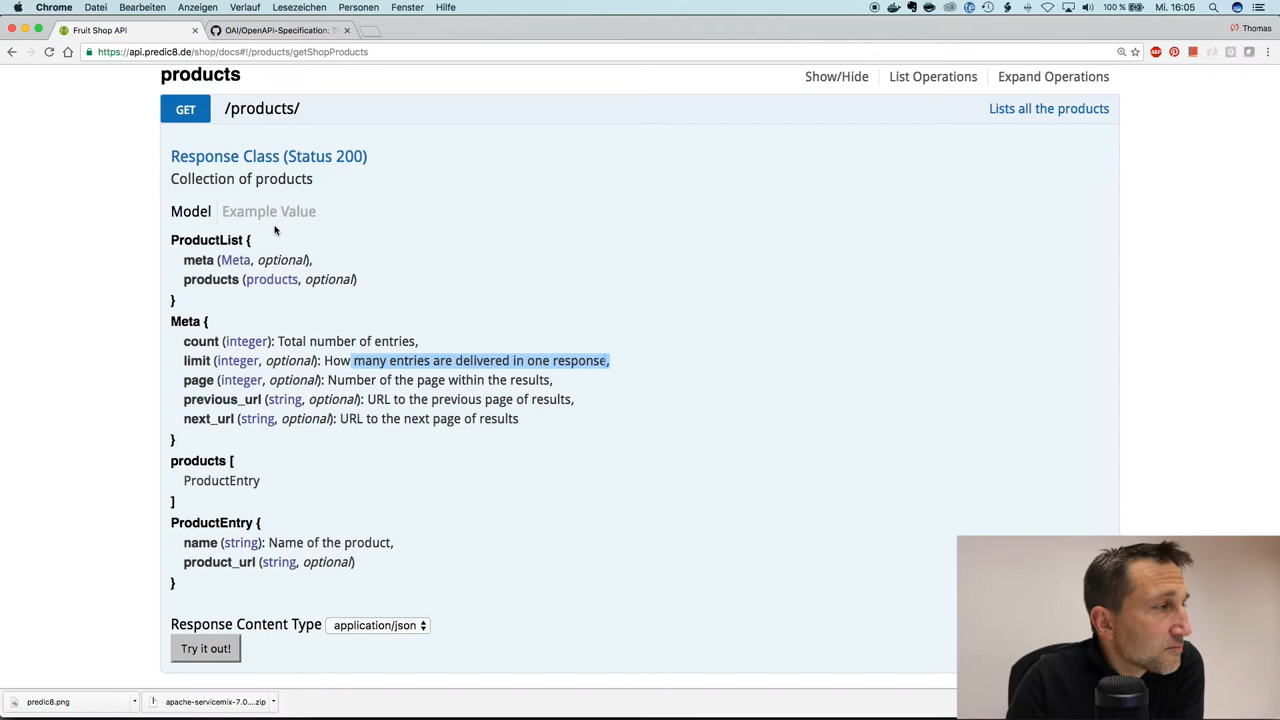 Chrome Datei Bearbeiten Anzeigen Verlauf Lesezeichen Personen Fenster Hilfe 100 % Mi. 16:05
Fruit Shop API OAI/OpenAPI-Specification: Th Thomas
https://api.predic8.de/shop/docs#!/products/getShopProducts
products Show/Hide List Operations Expand Operations
GET /products/ Lists all the products
Response Class (Status 200)
Collection of products
Model Example Value
ProductList {
meta (Meta, optional),
products (products, optional)
}
Meta {
count (integer): Total number of entries,
limit (integer, optional): How many entries are delivered in one response,
page (integer, optional): Number of the page within the results,
previous_url (string, optional): URL to the previous page of results,
next_url (string, optional): URL to the next page of results
}
products [
ProductEntry
]
ProductEntry {
name (string): Name of the product,
product_url (string, optional)
}
Response Content Type application/json
Try it out!
predic8.png apache-servicemix-7.0....zip